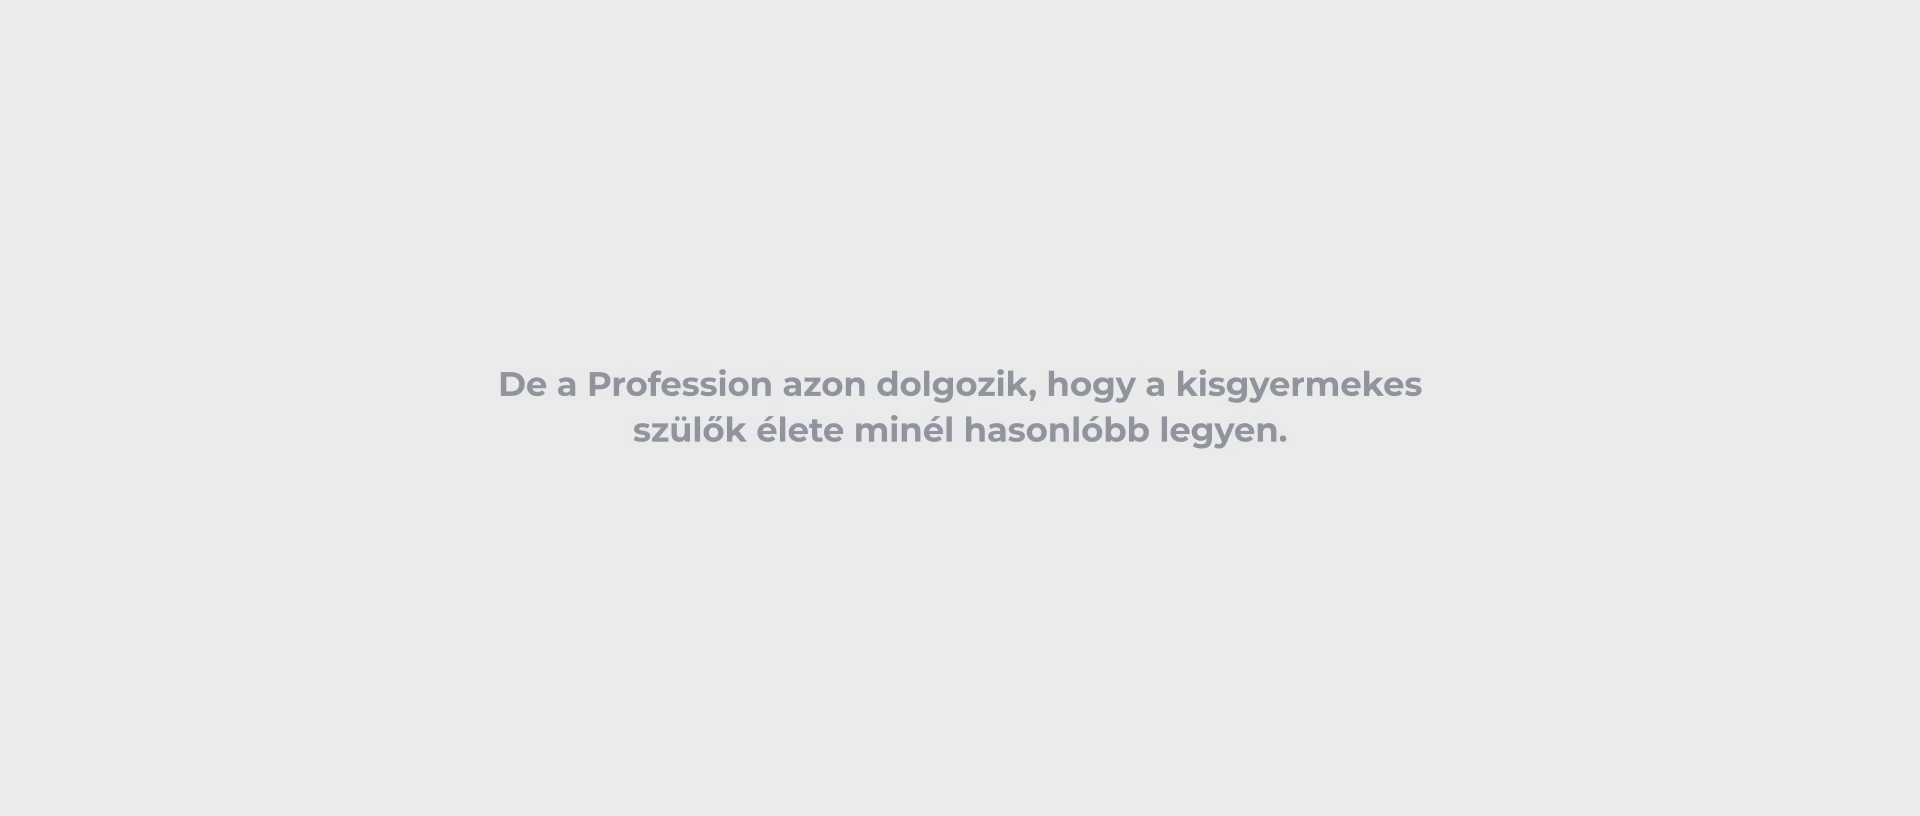 De a Profession azon dolgozik, hogy a kisgyermekes
szülők élete minél hasonlóbb legyen.